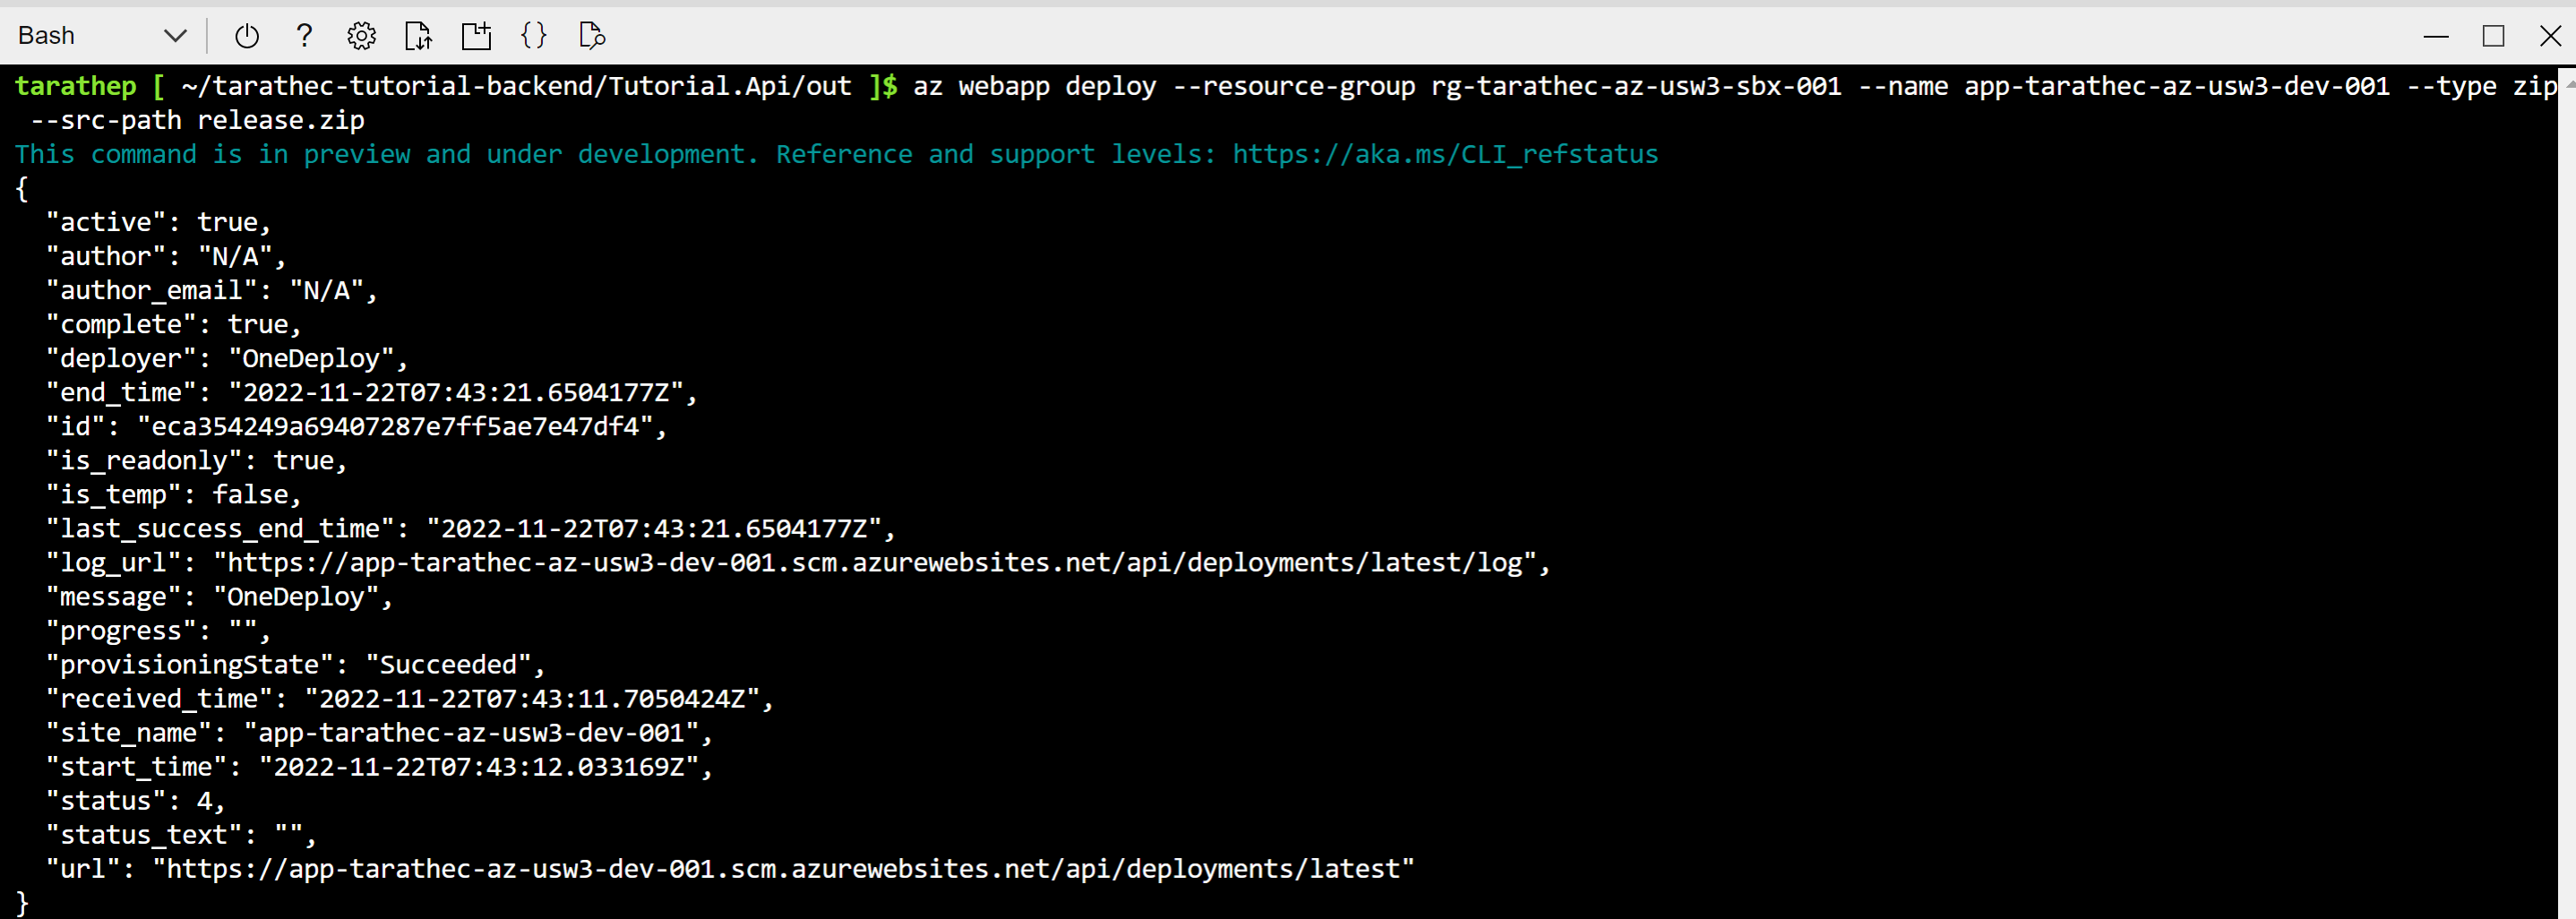 Bash
tarathep [ ~/tarathec-tutorial-backend/Tutorial.Api/out ]$ az webapp deploy --resource-group rg-tarathec-az-usw3-sbx-001 --name app-tarathec-az-usw3-dev-001 --type zip
 --src-path release.zip
This command is in preview and under development. Reference and support levels: https://aka.ms/CLI_refstatus
{
  "active": true,
  "author": "N/A",
  "author_email": "N/A",
  "complete": true,
  "deployer": "OneDeploy",
  "end_time": "2022-11-22T07:43:21.6504177Z",
  "id": "eca354249a69407287e7ff5ae7e47df4",
  "is_readonly": true,
  "is_temp": false,
  "last_success_end_time": "2022-11-22T07:43:21.6504177Z",
  "log_url": "https://app-tarathec-az-usw3-dev-001.scm.azurewebsites.net/api/deployments/latest/log",
  "message": "OneDeploy",
  "progress": "",
  "provisioningState": "Succeeded",
  "received_time": "2022-11-22T07:43:11.7050424Z",
  "site_name": "app-tarathec-az-usw3-dev-001",
  "start_time": "2022-11-22T07:43:12.033169Z",
  "status": 4,
  "status_text": "",
  "url": "https://app-tarathec-az-usw3-dev-001.scm.azurewebsites.net/api/deployments/latest"
}